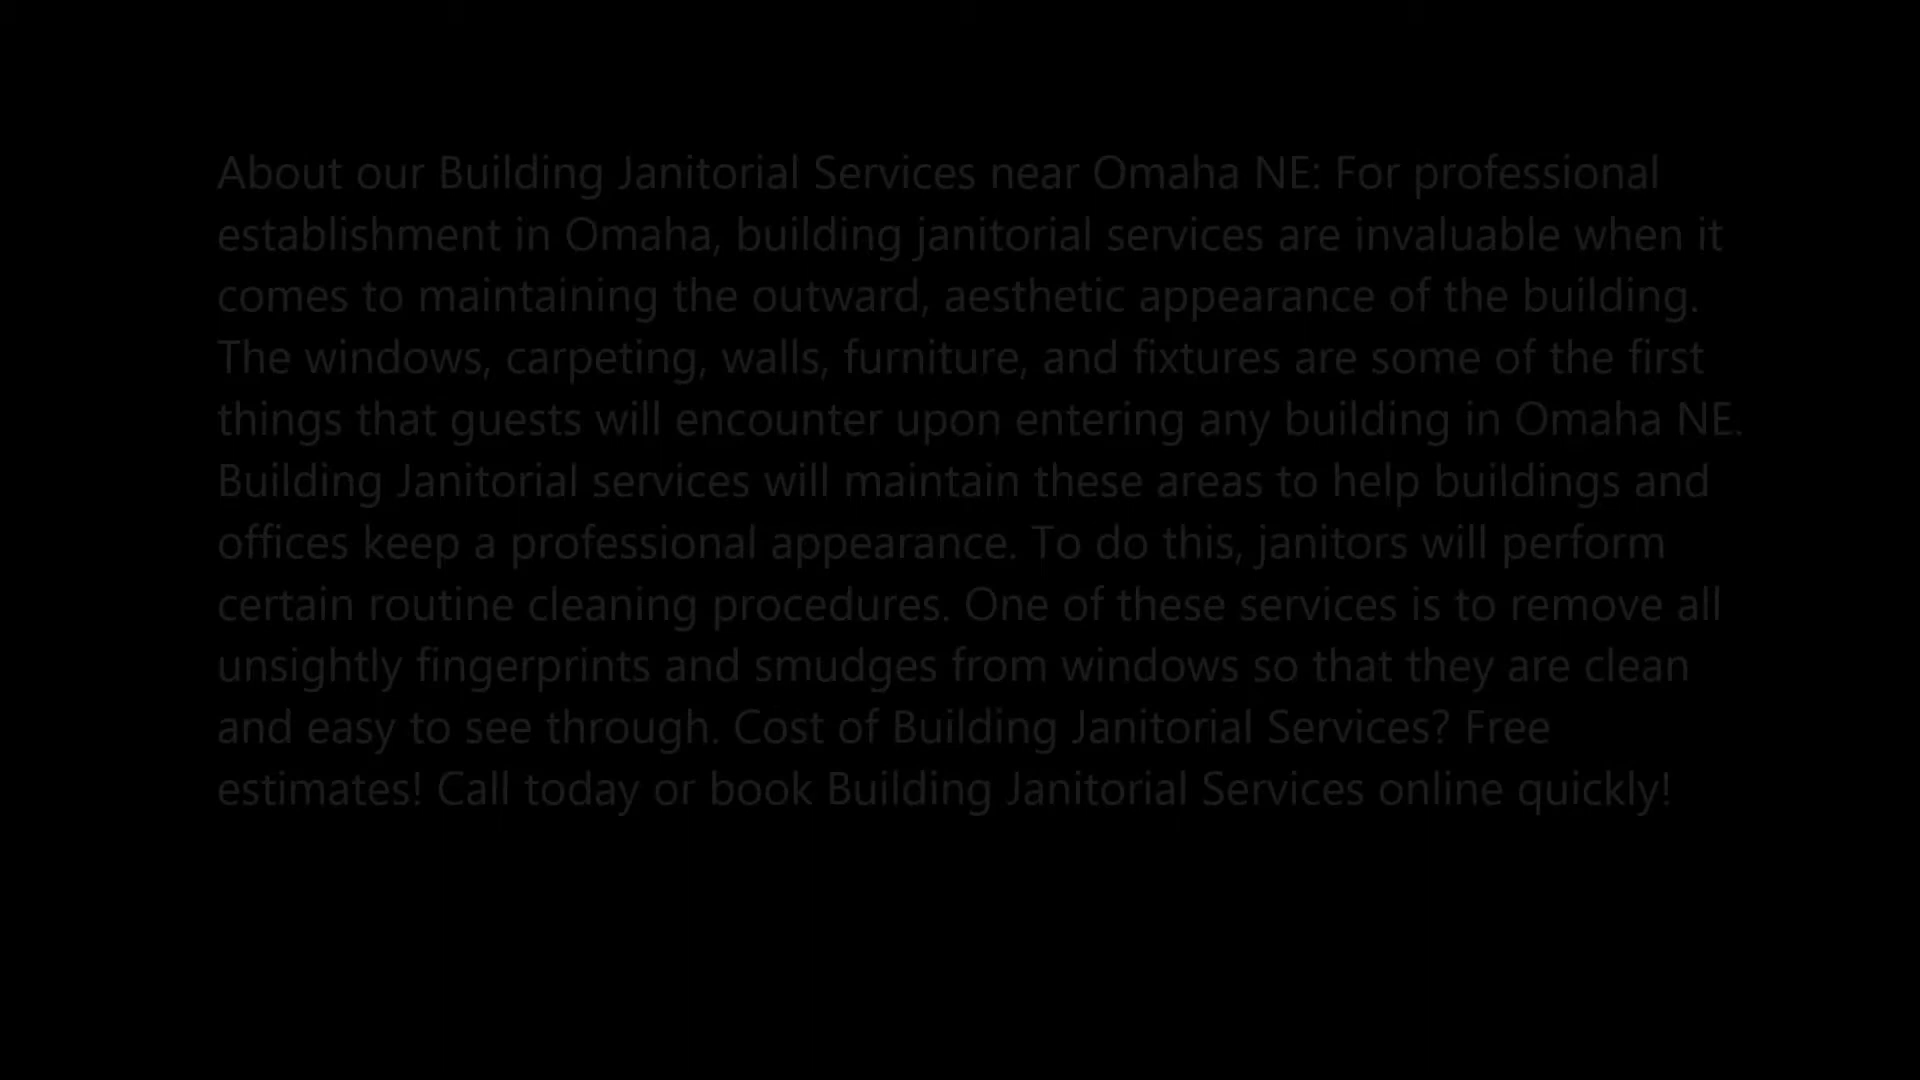 About our Building Janitorial Services near Omaha NE: For professional
establishment in Omaha, building janitorial services are invaluable when it
comes to maintaining the outward, aesthetic appearance of the building.
The windows, carpeting, walls, furniture, and fixtures are some of the first
things that guests will encounter upon entering any building in Omaha NE.
Building Janitorial services will maintain these areas to help buildings and
offices keep a professional appearance. To do this, janitors will perform
certain routine cleaning procedures. One of these services is to remove all
unsightly fingerprints and smudges from windows so that they are clean
and easy to see through. Cost of Building Janitorial Services? Free
estimates! Call today or book Building Janitorial Services online quickly!